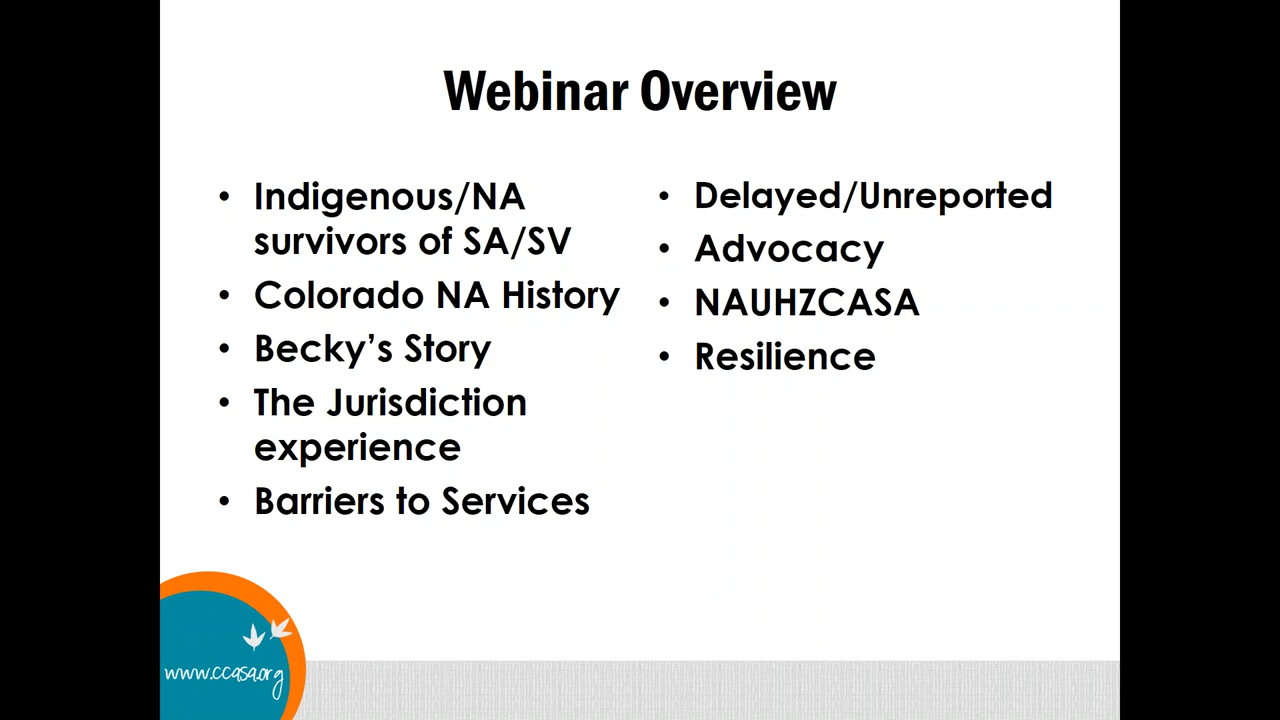 Webinar Overview
• Indigenous/NA
survivors of SA/SV
• Colorado NA History
• Becky’s Story
• The Jurisdiction
experience
• Barriers to Services
• Delayed/Unreported
• Advocacy
• NAUHZCASA
• Resilience
www.ccasa.org